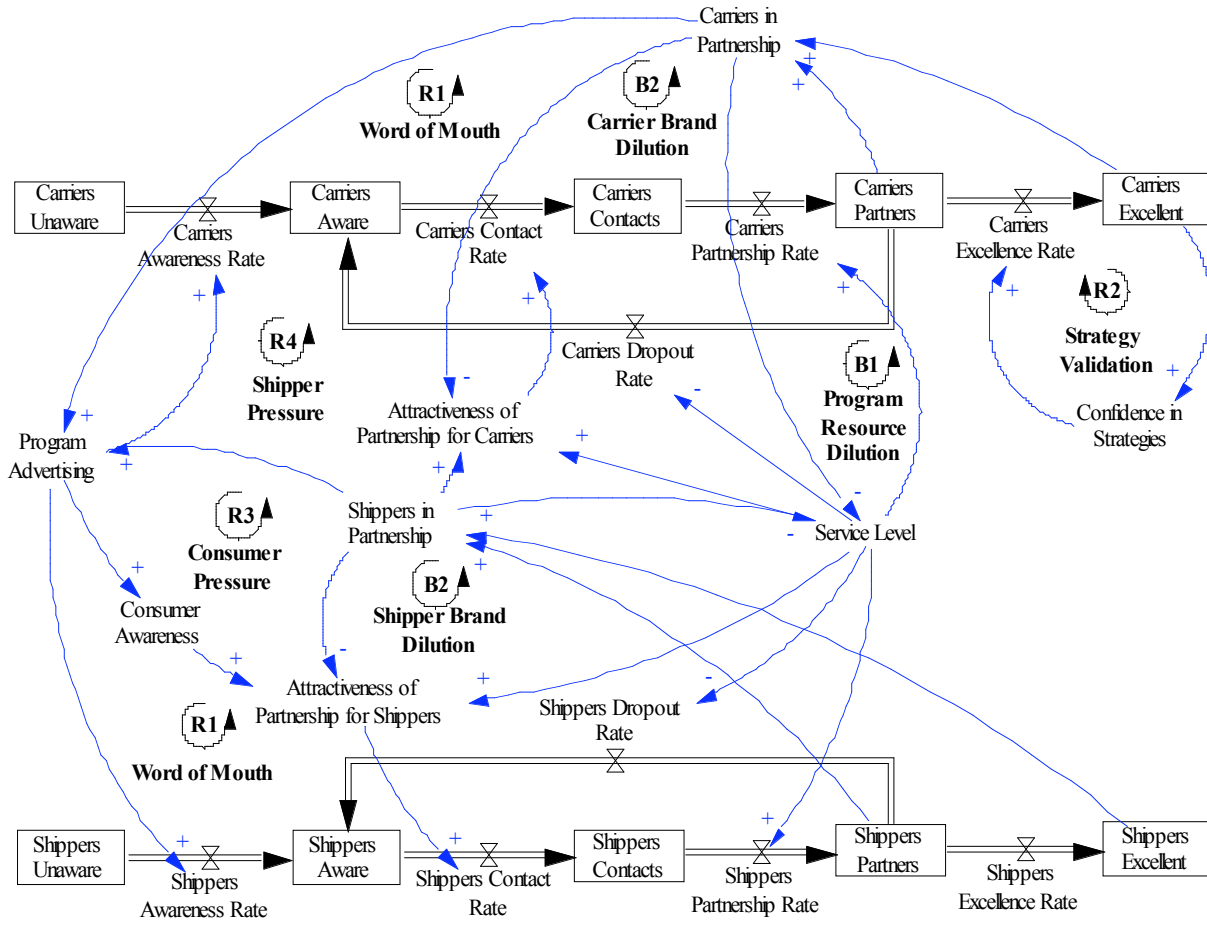 Carriers in
Partnership
+
+
R1
Word of Mouth
B2
Carrier Brand
Dilution
Carriers
Unaware
Carriers
Aware
Carriers
Contacts
Carriers
Partners
Carriers
Excellent
Carriers
Awareness Rate
Carriers Contact
Rate
Carriers
Partnership Rate
Carriers
Excellence Rate
+
+
+
+
R2
Strategy
Validation
R4
Shipper
Pressure
Carriers Dropout
Rate
B1
Program
Resource
Dilution
-
-
+
Confidence in
Strategies
+
Program
Advertising
+
Attractiveness of
Partnership for Carriers
+
+
Shippers in
Partnership
+
+
-
-
Service Level
R3
Consumer
Pressure
B2
Shipper Brand
Dilution
+
Consumer
Awareness
+
-
Attractiveness of
Partnership for Shippers
+
-
Shippers Dropout
Rate
R1
Word of Mouth
Shippers
Unaware
+
Shippers
Aware
+
Shippers
Contacts
+
Shippers
Partners
Shippers
Excellent
Shippers
Awareness Rate
Shippers Contact
Rate
Shippers
Partnership Rate
Shippers
Excellence Rate